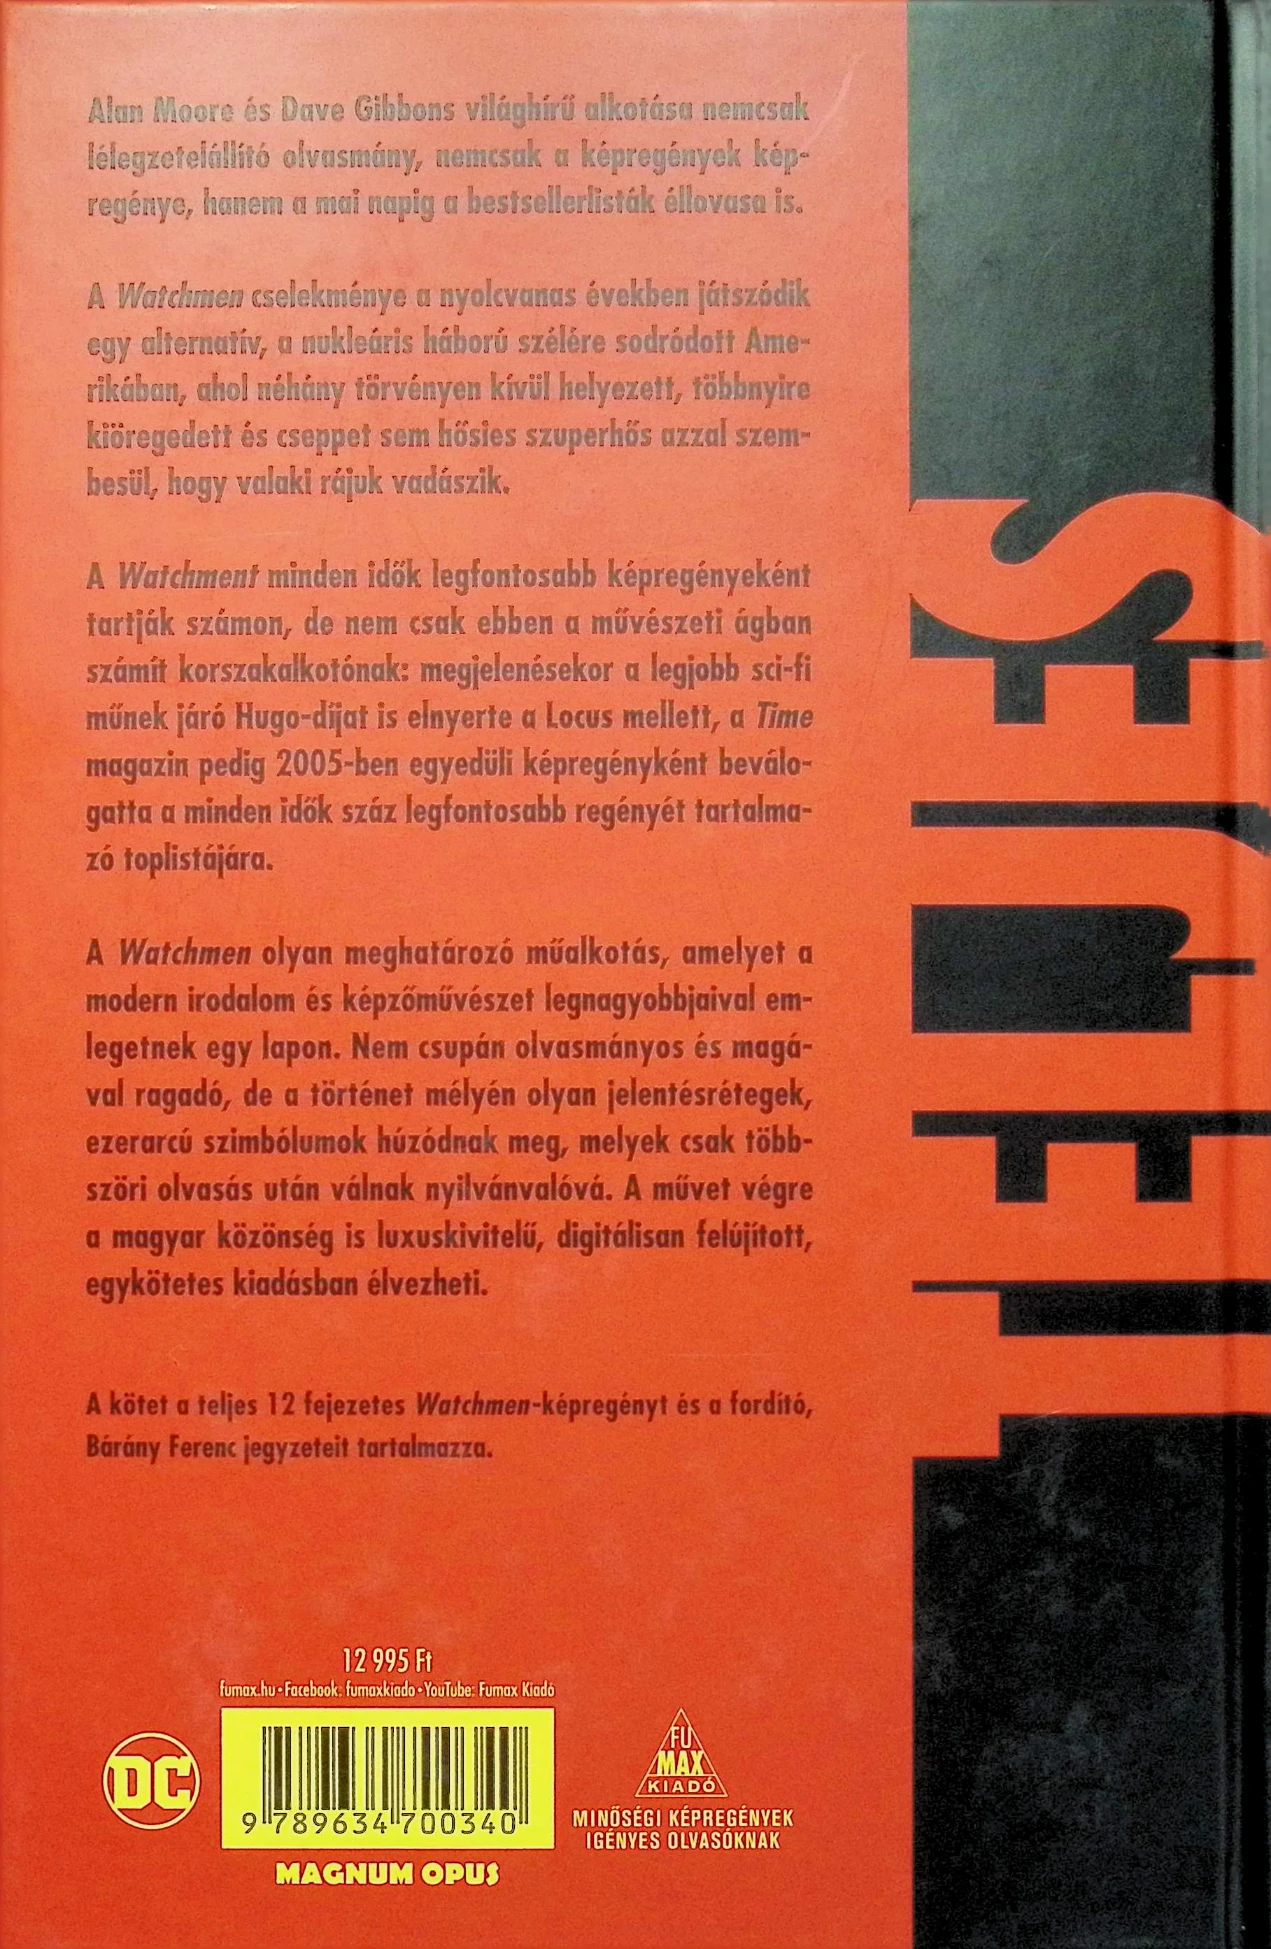 Alan Moore és Dave Gibbons világhírű alkotása nemcsak
lélegzetelállító olvasmány, nemcsak a képregények kép-
regénye, hanem a mai napig a bestsellerlisták éllovasa is.
A Watchmen cselekménye a nyolcvanas években játszódik
egy alternatív, a nukleáris háború szélére sodródott Ame-
rikában, ahol néhány törvényen kívül helyezett, többnyire
kiöregedett és cseppet sem hősies szuperhős azzal szem-
besül, hogy valaki rájuk vadászik.
A Watchment minden idők legfontosabb képregényeként
tartják számon, de nem csak ebben a művészeti ágban
számít korszakalkotónak: megjelenésekor a legjobb sci-fi
műnek járó Hugo-díjat is elnyerte a Locus mellett, a Time
magazin pedig 2005-ben egyedüli képregényként beválo-
gatta a minden idők száz legfontosabb regényét tartalma-
zó toplistájára.
A Watchmen olyan meghatározó műalkotás, amelyet a
modern irodalom és képzőművészet legnagyobbjaival em-
legetnek egy lapon. Nem csupán olvasmányos és magá-
val ragadó, de a történet mélyén olyan jelentésrétegek,
ezerarcú szimbólumok húzódnak meg, melyek csak több-
szöri olvasás után válnak nyilvánvalóvá. A művet végre
a magyar közönség is luxuskivitelű, digitálisan felújított,
egykötetes kiadásban élvezheti.
A kötet a teljes 12 fejezetes Watchmen-képregényt és a fordító,
Bárány Ferenc jegyzeteit tartalmazza.
12 995 Ft
fumax.hu • Facebook: fumaxkiado • YouTube: Fumax Kiadó
DC
9 789634 700340
MAGNUM OPUS
FU
MAX
KIADÓ
MINŐSÉGI KÉPREGÉNYEK
IGÉNYES OLVASÓKNAK
TELJES